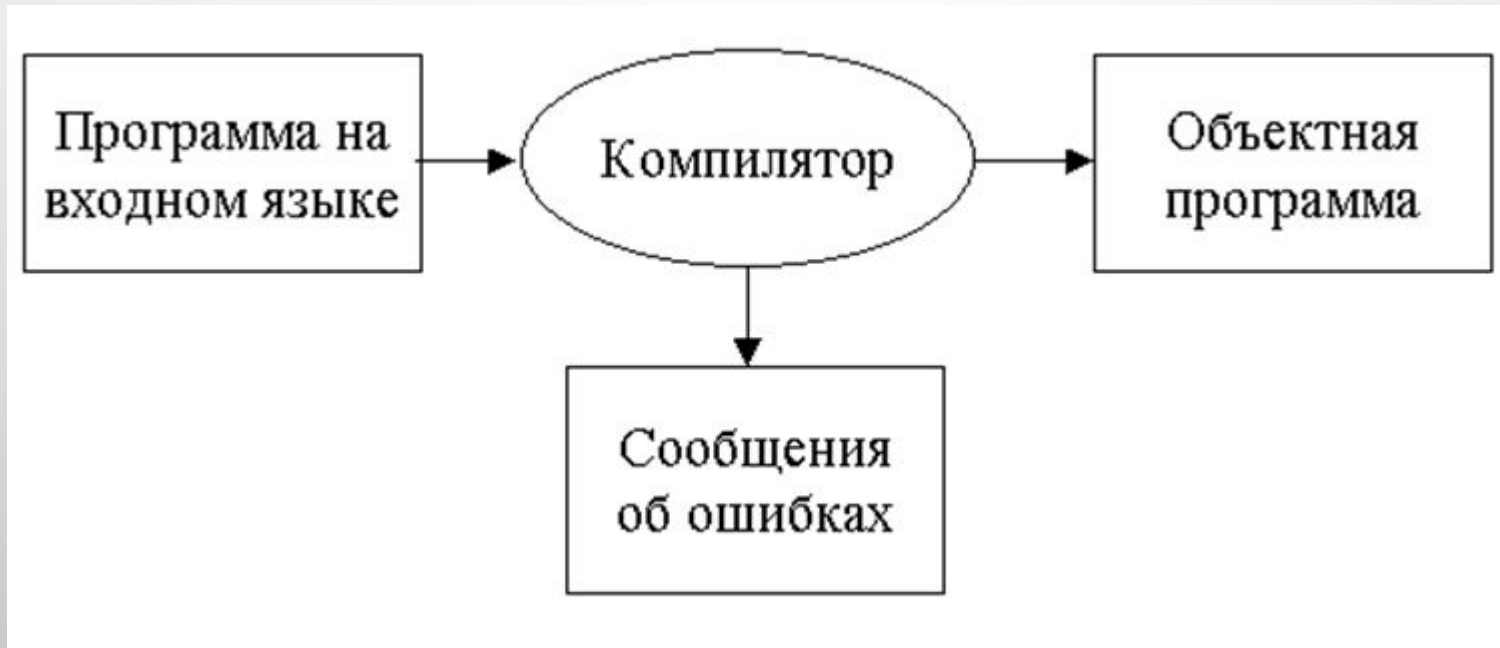 Программа на
входном языке
Компилятор
Объектная
программа
Сообщения
об ошибках